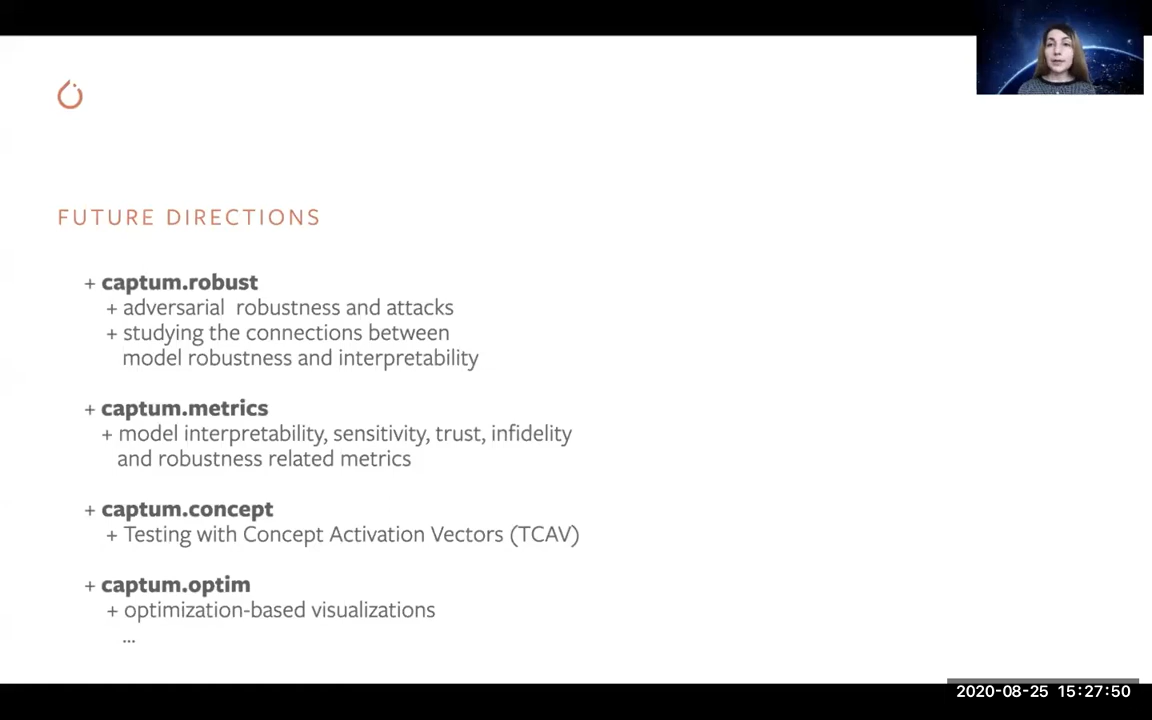 FUTURE DIRECTIONS
+ captum.robust
+ adversarial robustness and attacks
+ studying the connections between
model robustness and interpretability
+ captum.metrics
+ model interpretability, sensitivity, trust, infidelity
and robustness related metrics
+ captum.concept
+ Testing with Concept Activation Vectors (TCAV)
+ captum.optim
+ optimization-based visualizations
...
2020-08-25 15:27:50